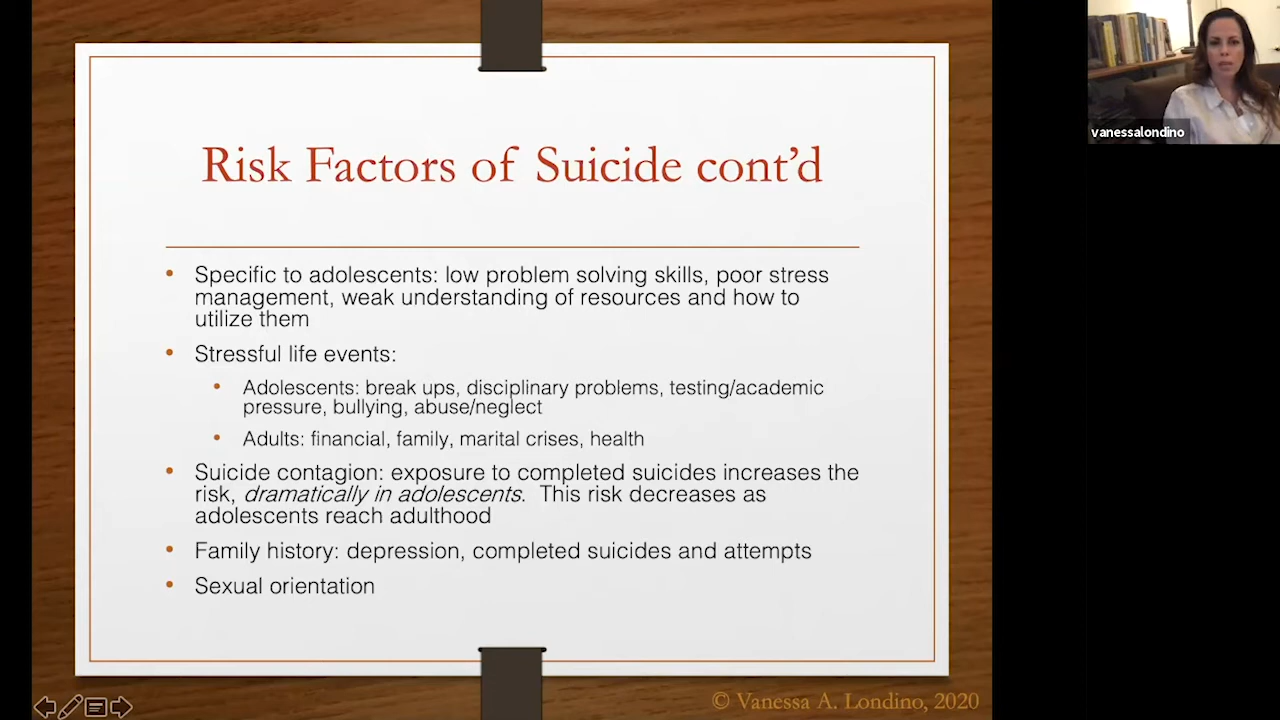 Risk Factors of Suicide cont’d
• Specific to adolescents: low problem solving skills, poor stress
management, weak understanding of resources and how to
utilize them
• Stressful life events:
• Adolescents: break ups, disciplinary problems, testing/academic
pressure, bullying, abuse/neglect
• Adults: financial, family, marital crises, health
• Suicide contagion: exposure to completed suicides increases the
risk, dramatically in adolescents. This risk decreases as
adolescents reach adulthood
• Family history: depression, completed suicides and attempts
• Sexual orientation
© Vanessa A. Londino, 2020
vanessalondino